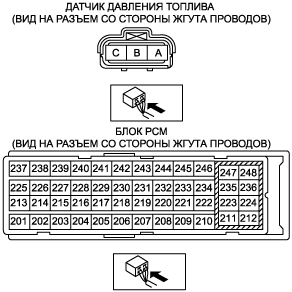 ДАТЧИК ДАВЛЕНИЯ ТОПЛИВА
(ВИД НА РАЗЪЕМ СО СТОРОНЫ ЖГУТА ПРОВОДОВ)
C B A
БЛОК PCM
(ВИД НА РАЗЪЕМ СО СТОРОНЫ ЖГУТА ПРОВОДОВ)
237 238 239 240 241 242 243 244 245 246 247 248
225 226 227 228 229 230 231 232 233 234 235 236
213 214 215 216 217 218 219 220 221 222 223 224
201 202 203 204 205 206 207 208 209 210 211 212